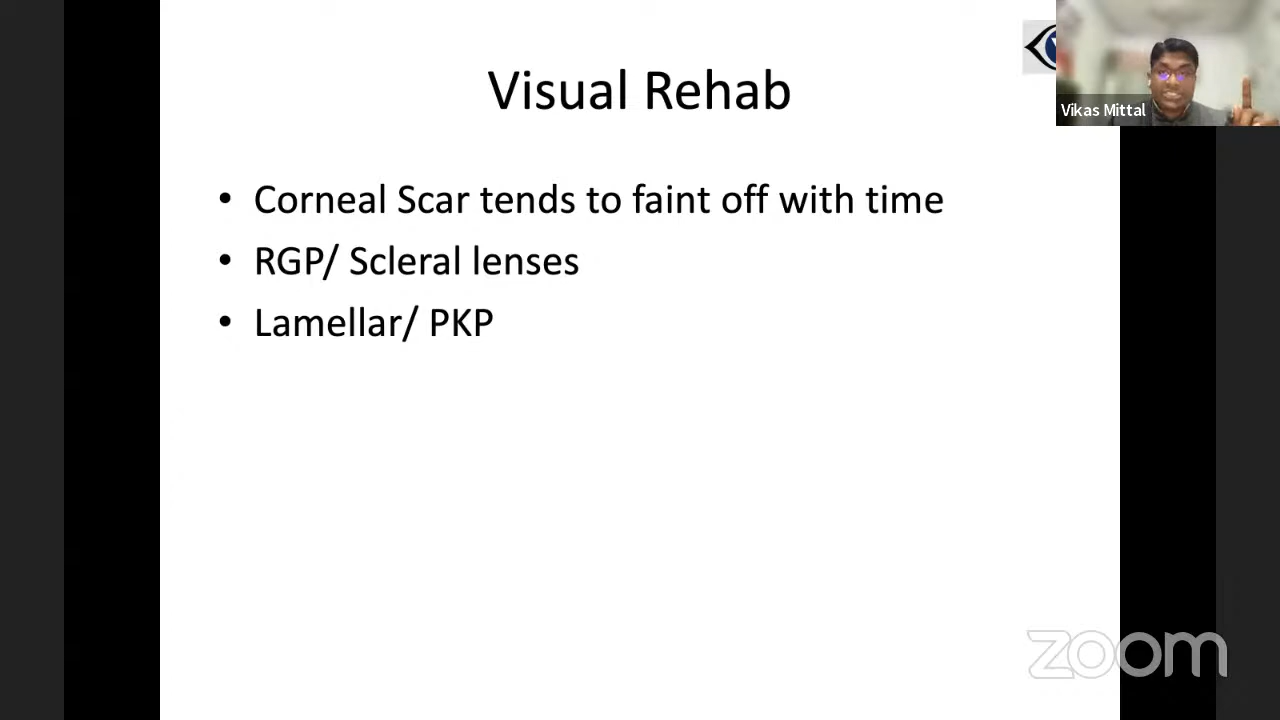 Visual Rehab
Vikas Mittal
• Corneal Scar tends to faint off with time
• RGP/ Scleral lenses
• Lamellar/ PKP
zoom